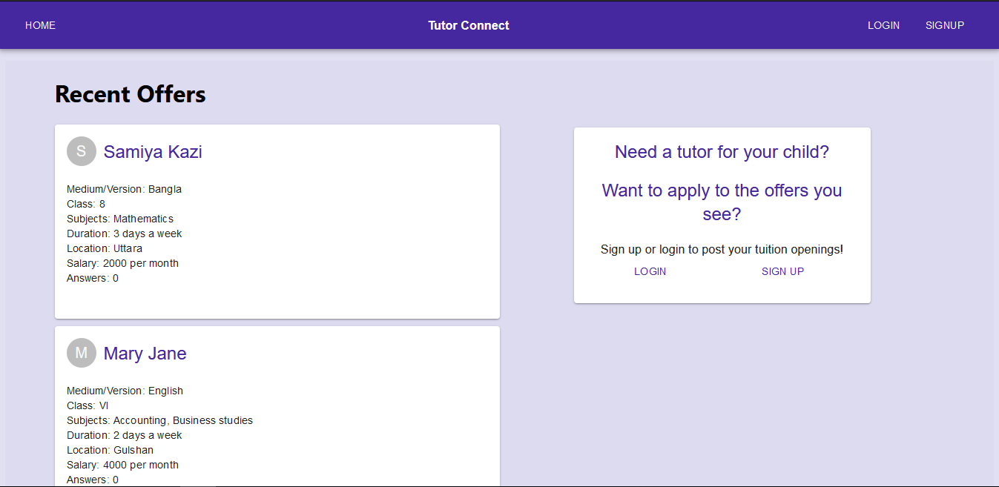 HOME
Tutor Connect
LOGIN
SIGNUP
Recent Offers
S
Samiya Kazi
Medium/Version: Bangla
Class: 8
Subjects: Mathematics
Duration: 3 days a week
Location: Uttara
Salary: 2000 per month
Answers: 0
M
Mary Jane
Medium/Version: English
Class: VI
Subjects: Accounting, Business studies
Duration: 2 days a week
Location: Gulshan
Salary: 4000 per month
Answers: 0
Need a tutor for your child?
Want to apply to the offers you
see?
Sign up or login to post your tuition openings!
LOGIN
SIGN UP